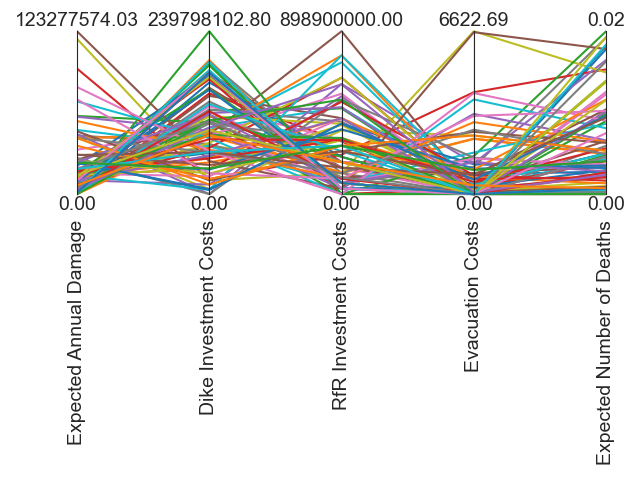 123277574.03 239798102.80 898900000.00 6622.69 0.02
0.00 0.00 0.00 0.00 0.00
Expected Annual Damage
Dike Investment Costs
RfR Investment Costs
Evacuation Costs
Expected Number of Deaths